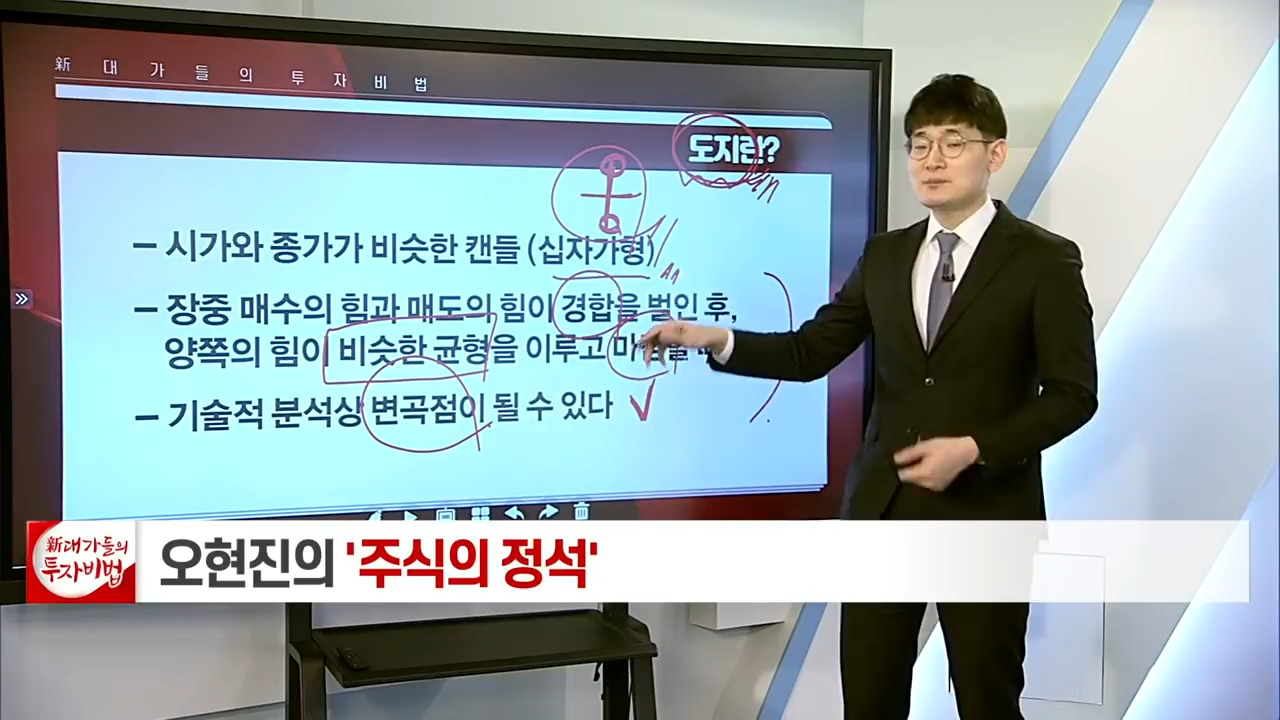 新 대 가 들 의 투 자 비 법
도지란?
– 시가와 종가가 비슷한 캔들 (십자가형)
– 장중 매수의 힘과 매도의 힘이 경합을 벌인 후,
양쪽의 힘이 비슷한 균형을 이루고
– 기술적 분석상 변곡점이 될 수 있다
新대가들의
투자비법
오현진의 '주식의 정석'